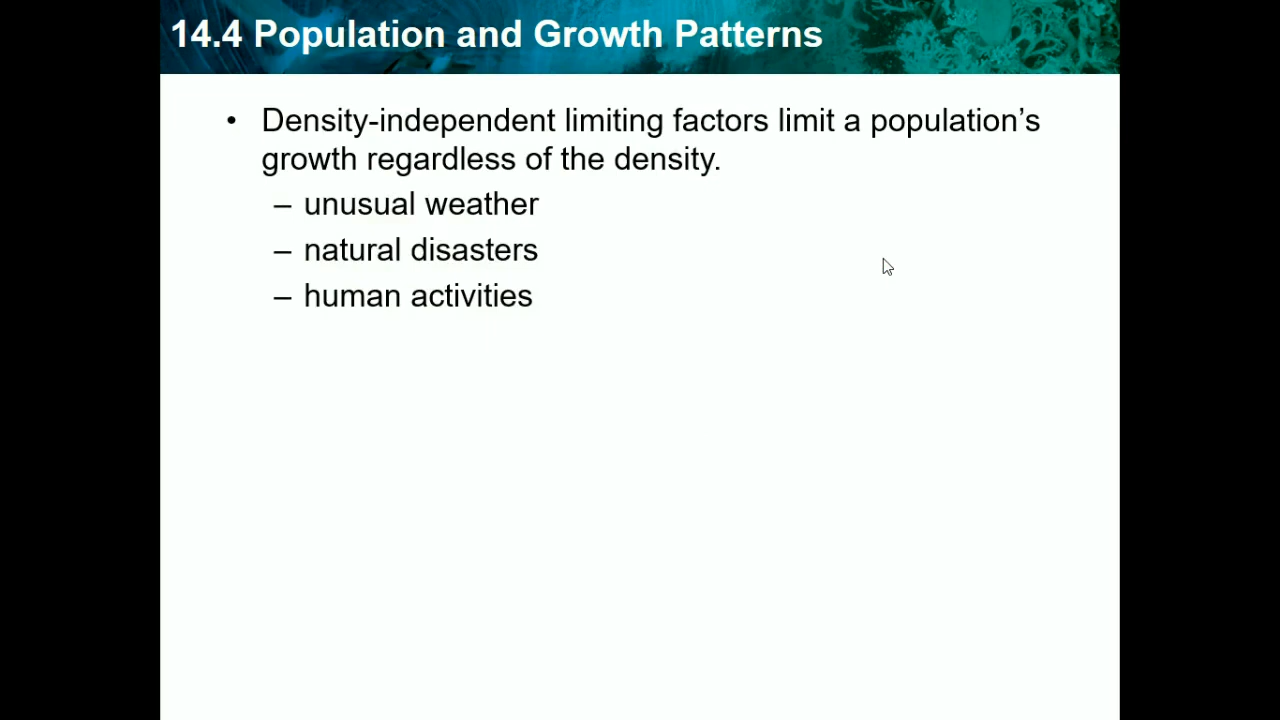 14.4 Population and Growth Patterns
• Density-independent limiting factors limit a population’s
growth regardless of the density.
– unusual weather
– natural disasters
– human activities